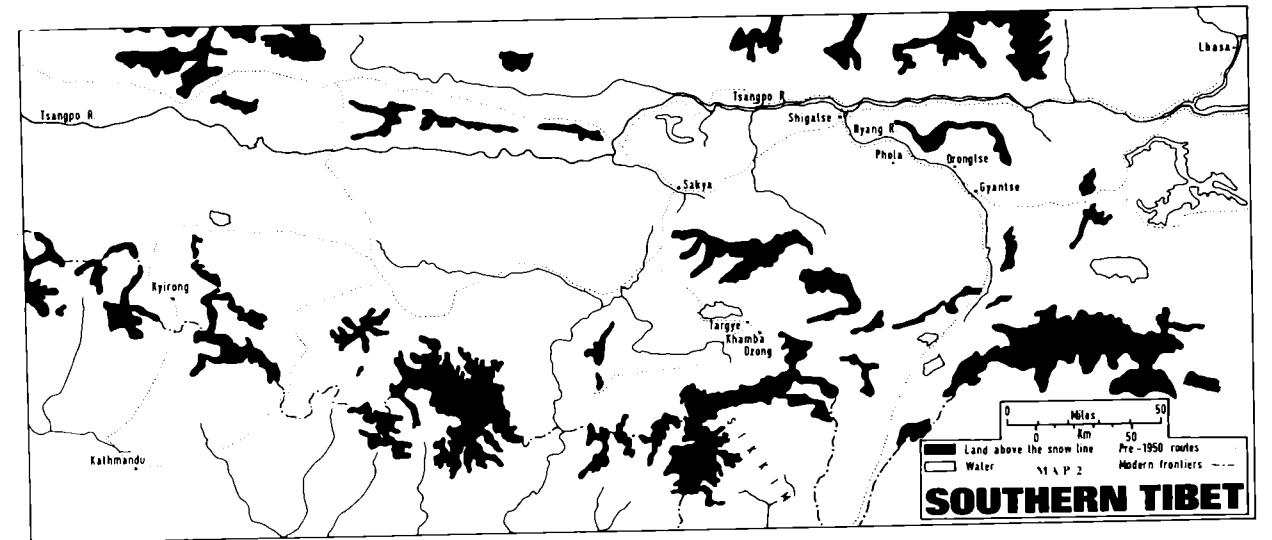 Lhasa
Tsangpo R
Tsangpo R.
Shigatse
Nyang R
Phola
Drongtse
Sakya
Gyantse
Kyirong
Targye
Khamba
Dzong
Kathmandu
0 Miles 50
0 Km 50
Land above the snow line Pre-1950 routes
Water MAP 2 Modern frontiers
SOUTHERN TIBET